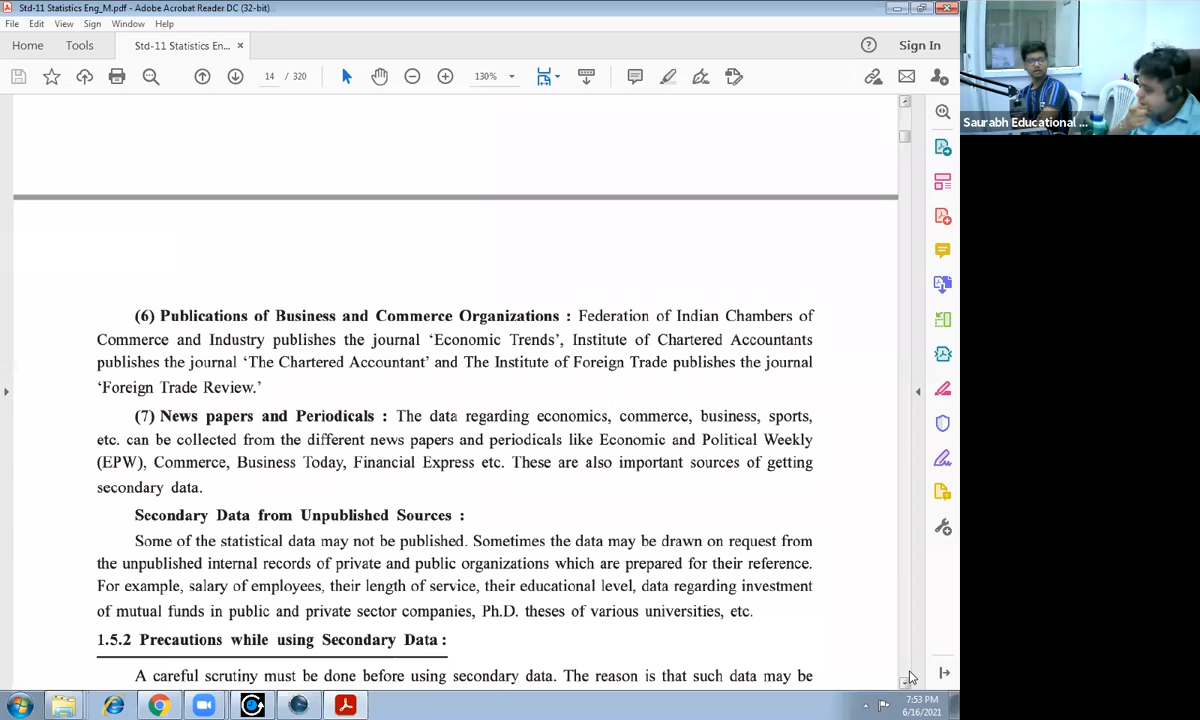 Std-11 Statistics Eng_M.pdf - Adobe Acrobat Reader DC (32-bit)
File Edit View Sign Window Help
Home Tools Std-11 Statistics En... × Sign In
14 / 320 130%
Saurabh Educational ...
(6) Publications of Business and Commerce Organizations : Federation of Indian Chambers of
Commerce and Industry publishes the journal ‘Economic Trends’, Institute of Chartered Accountants
publishes the journal ‘The Chartered Accountant’ and The Institute of Foreign Trade publishes the journal
‘Foreign Trade Review.’
(7) News papers and Periodicals : The data regarding economics, commerce, business, sports,
etc. can be collected from the different news papers and periodicals like Economic and Political Weekly
(EPW), Commerce, Business Today, Financial Express etc. These are also important sources of getting
secondary data.
Secondary Data from Unpublished Sources :
Some of the statistical data may not be published. Sometimes the data may be drawn on request from
the unpublished internal records of private and public organizations which are prepared for their reference.
For example, salary of employees, their length of service, their educational level, data regarding investment
of mutual funds in public and private sector companies, Ph.D. theses of various universities, etc.
1.5.2 Precautions while using Secondary Data :
A careful scrutiny must be done before using secondary data. The reason is that such data may be
7:53 PM
6/16/2021